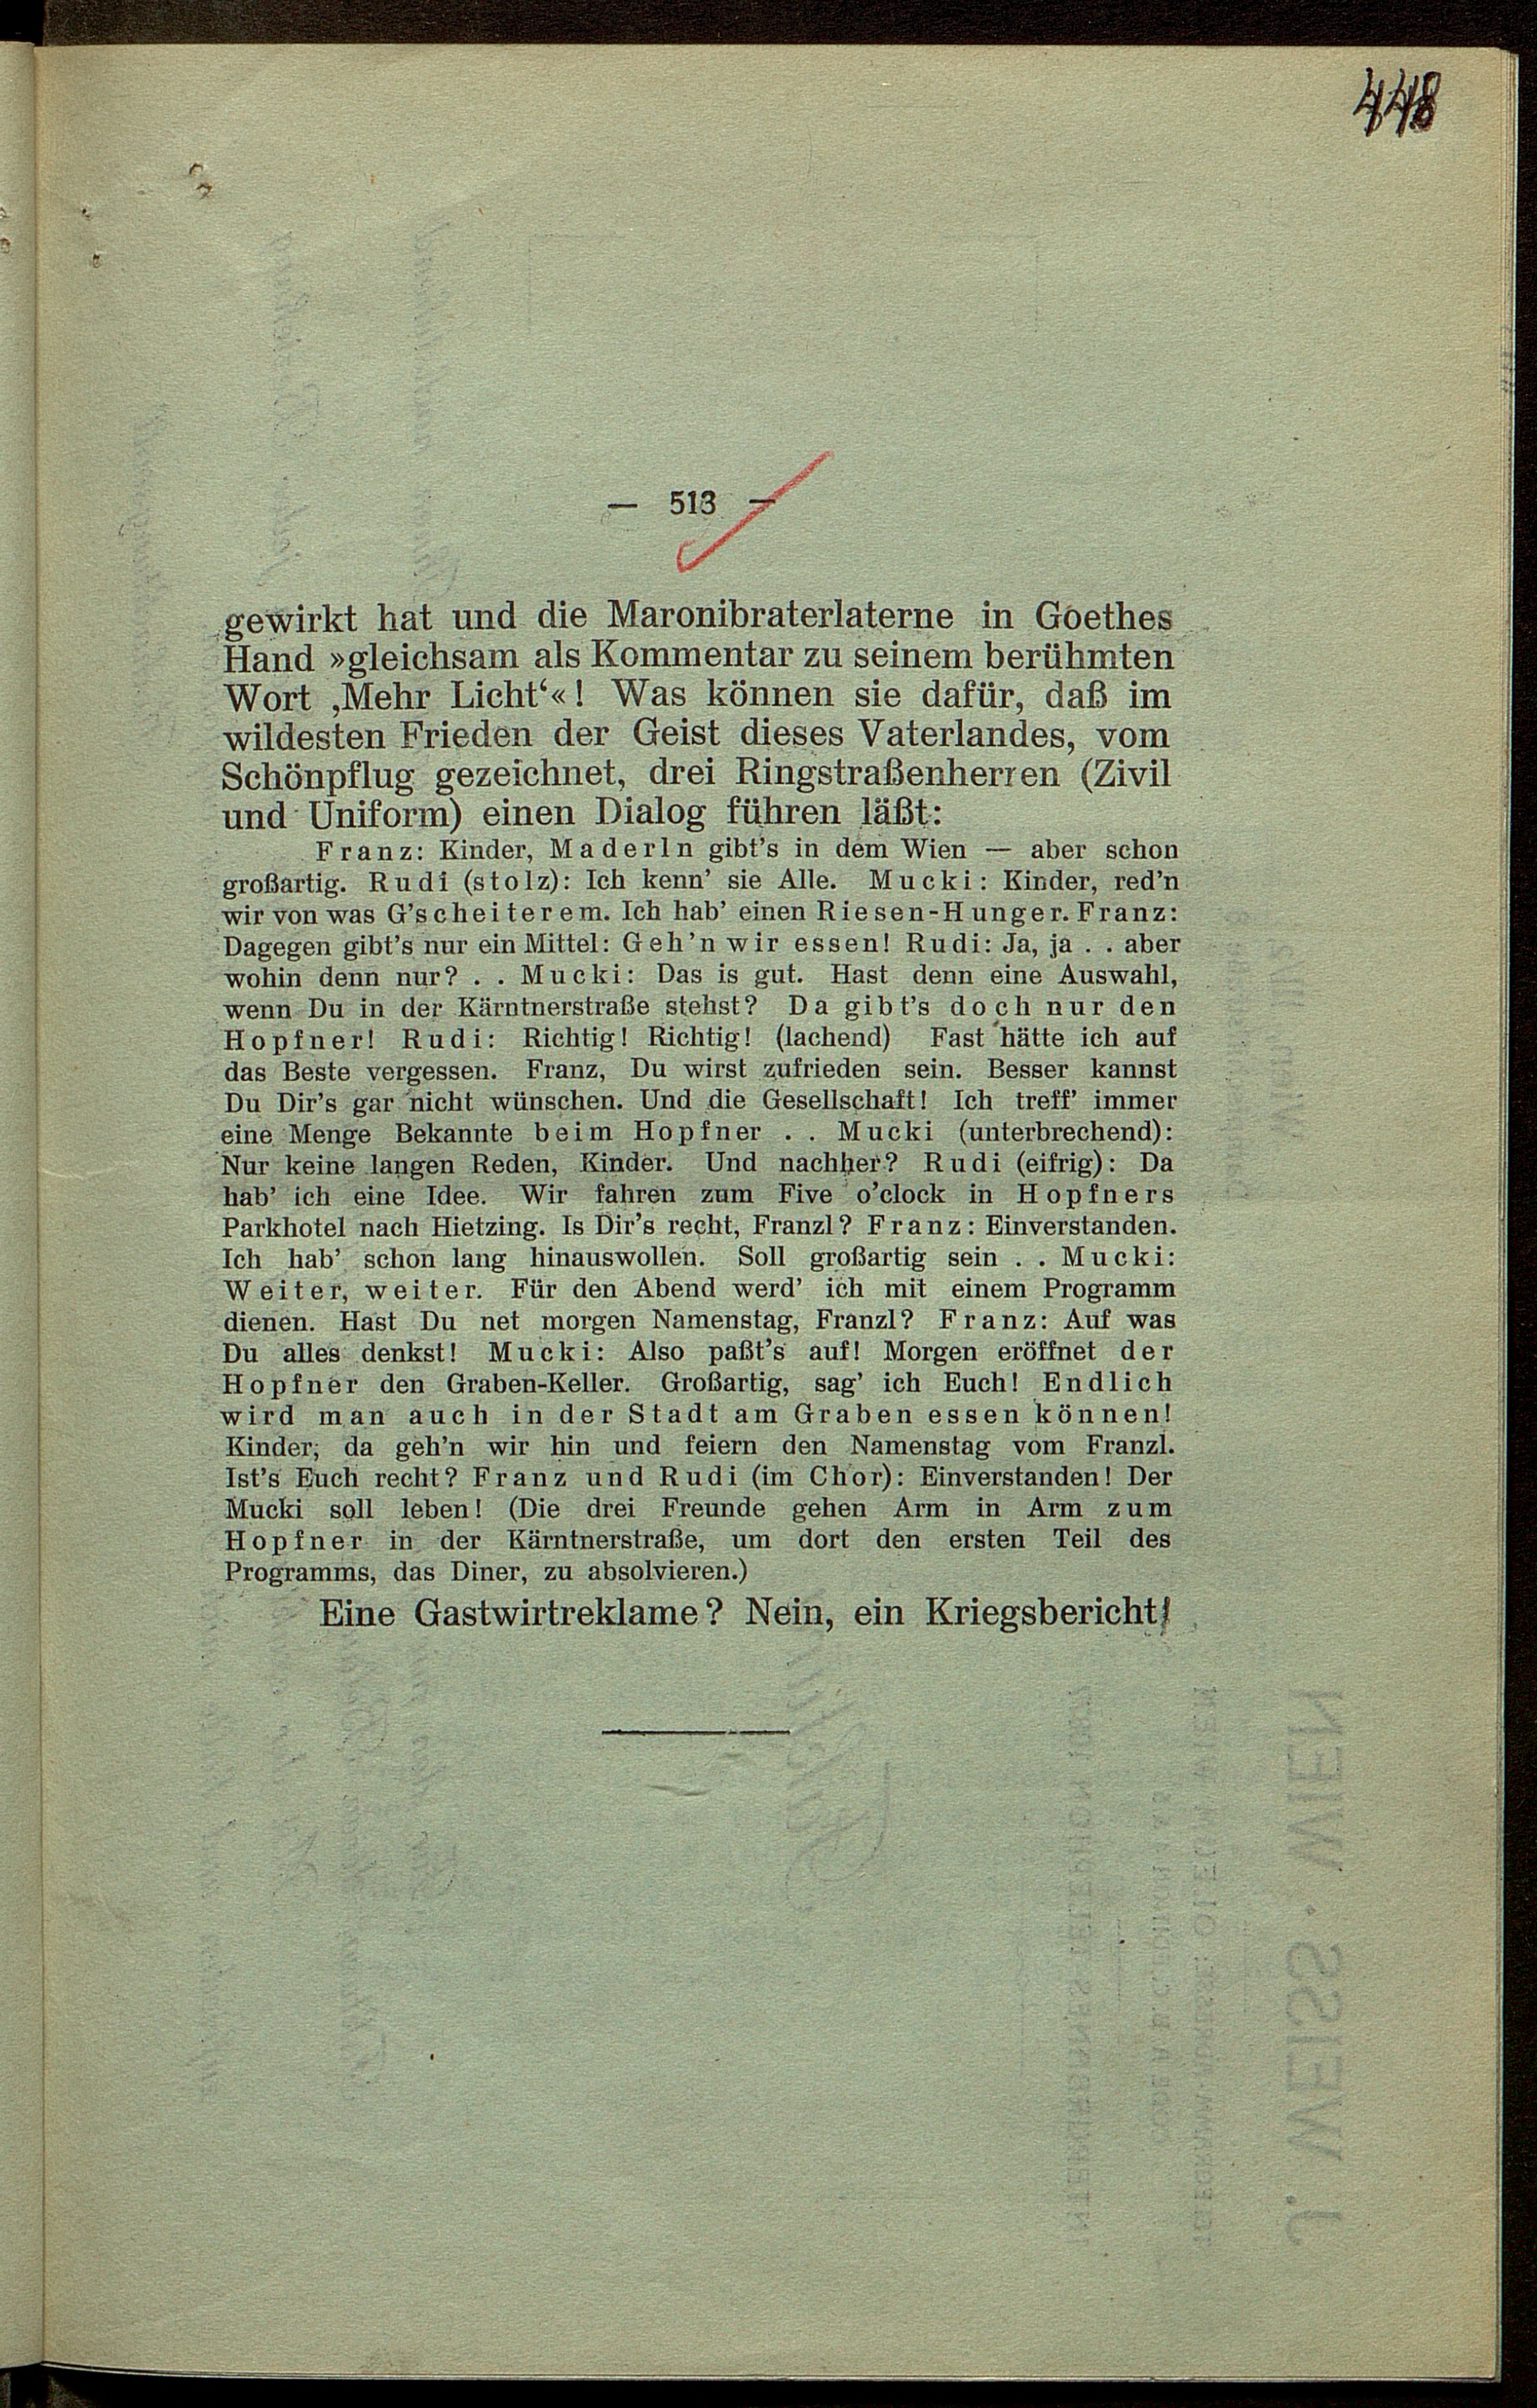 448
— 513 —
gewirkt hat und die Maronibraterlaterne in Goethes
Hand »gleichsam als Kommentar zu seinem berühmten
Wort ‚Mehr Licht‘«! Was können sie dafür, daß im
wildesten Frieden der Geist dieses Vaterlandes, vom
Schönpflug gezeichnet, drei Ringstraßenherren (Zivil
und Uniform) einen Dialog führen läßt:
Franz: Kinder, Maderln gibt's in dem Wien — aber schon
großartig. Rudi (stolz): Ich kenn' sie Alle. Mucki: Kinder, red'n
wir von was G'scheiterem. Ich hab' einen Riesen-Hunger. Franz:
Dagegen gibt's nur ein Mittel: Geh'n wir essen! Rudi: Ja, ja . . aber
wohin denn nur? . . Mucki: Das is gut. Hast denn eine Auswahl,
wenn Du in der Kärntnerstraße stehst? Da gibt's doch nur den
Hopfner! Rudi: Richtig! Richtig! (lachend) Fast hätte ich auf
das Beste vergessen. Franz, Du wirst zufrieden sein. Besser kannst
Du Dir's gar nicht wünschen. Und die Gesellschaft! Ich treff' immer
eine Menge Bekannte beim Hopfner . . Mucki (unterbrechend):
Nur keine langen Reden, Kinder. Und nachher? Rudi (eifrig): Da
hab' ich eine Idee. Wir fahren zum Five o'clock in Hopfners
Parkhotel nach Hietzing. Is Dir's recht, Franzl? Franz: Einverstanden.
Ich hab' schon lang hinauswollen. Soll großartig sein . . Mucki:
Weiter, weiter. Für den Abend werd' ich mit einem Programm
dienen. Hast Du net morgen Namenstag, Franzl? Franz: Auf was
Du alles denkst! Mucki: Also paßt's auf! Morgen eröffnet der
Hopfner den Graben-Keller. Großartig, sag' ich Euch! Endlich
wird man auch in der Stadt am Graben essen können!
Kinder, da geh'n wir hin und feiern den Namenstag vom Franzl.
Ist's Euch recht? Franz und Rudi (im Chor): Einverstanden! Der
Mucki soll leben! (Die drei Freunde gehen Arm in Arm zum
Hopfner in der Kärntnerstraße, um dort den ersten Teil des
Programms, das Diner, zu absolvieren.)
Eine Gastwirtreklame? Nein, ein Kriegsbericht!
J. WEISS · WIEN